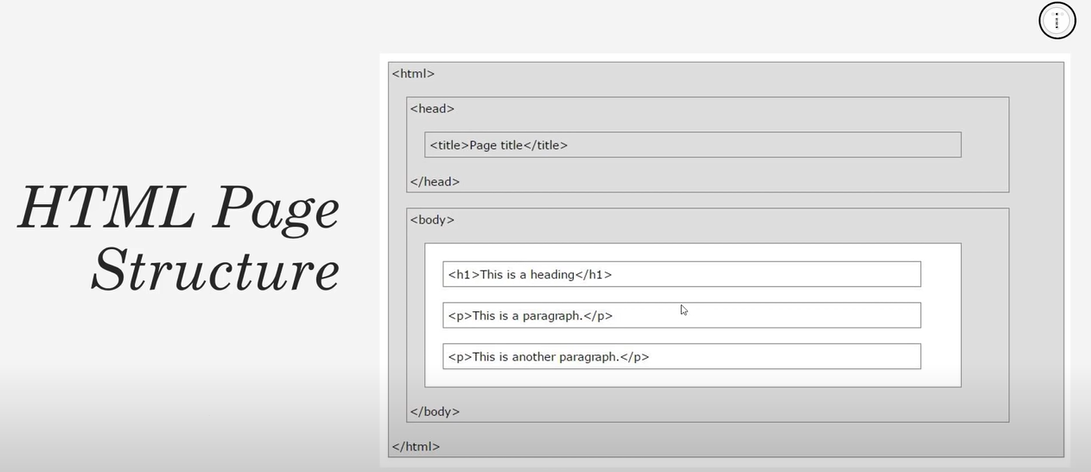 HTML Page
Structure
<html>
<head>
<title>Page title</title>
</head>
<body>
<h1>This is a heading</h1>
<p>This is a paragraph.</p>
<p>This is another paragraph.</p>
</body>
</html>